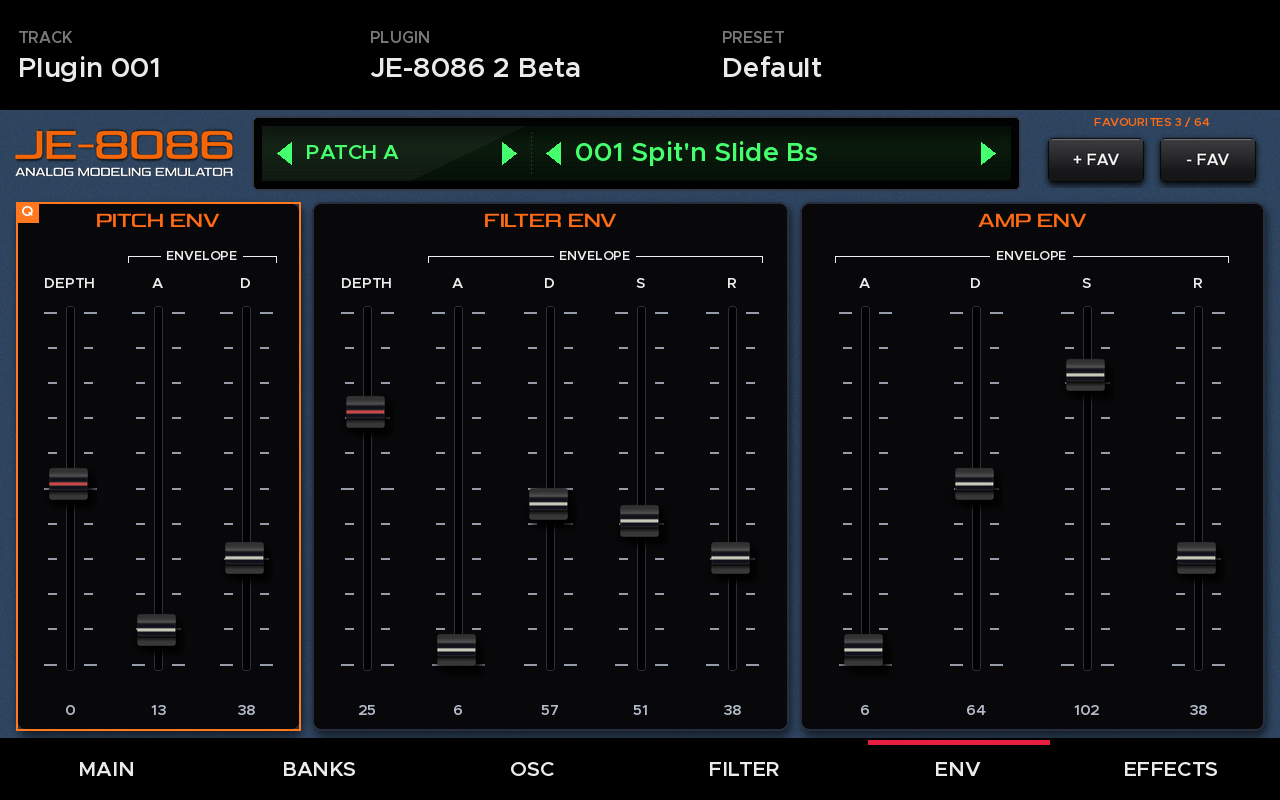 TRACK PLUGIN PRESET
Plugin 001 JE-8086 2 Beta Default
JE-8086
ANALOG MODELING EMULATOR
PATCH A 001 Spit'n Slide Bs
FAVOURITES 3 / 64
+ FAV - FAV
Q
PITCH ENV
ENVELOPE
DEPTH A D
0 13 38
FILTER ENV
ENVELOPE
DEPTH A D S R
25 6 57 51 38
AMP ENV
ENVELOPE
A D S R
6 64 102 38
MAIN BANKS OSC FILTER ENV EFFECTS